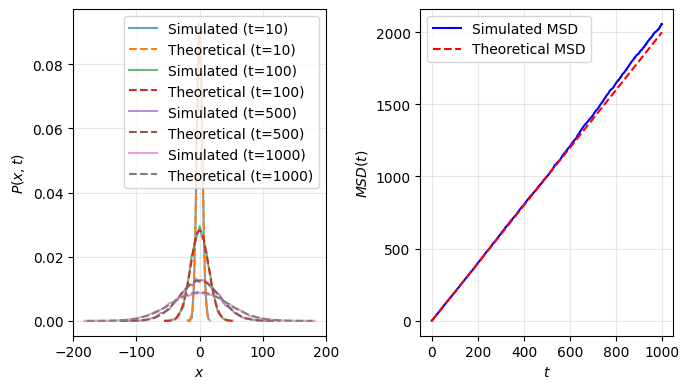 Simulated (t=10)
Theoretical (t=10)
Simulated (t=100)
Theoretical (t=100)
Simulated (t=500)
Theoretical (t=500)
Simulated (t=1000)
Theoretical (t=1000)
0.08
0.06
0.04
0.02
0.00
P(x, t)
−200 −100 0 100 200
x
Simulated MSD
Theoretical MSD
2000
1500
1000
500
0
MSD(t)
0 200 400 600 800 1000
t